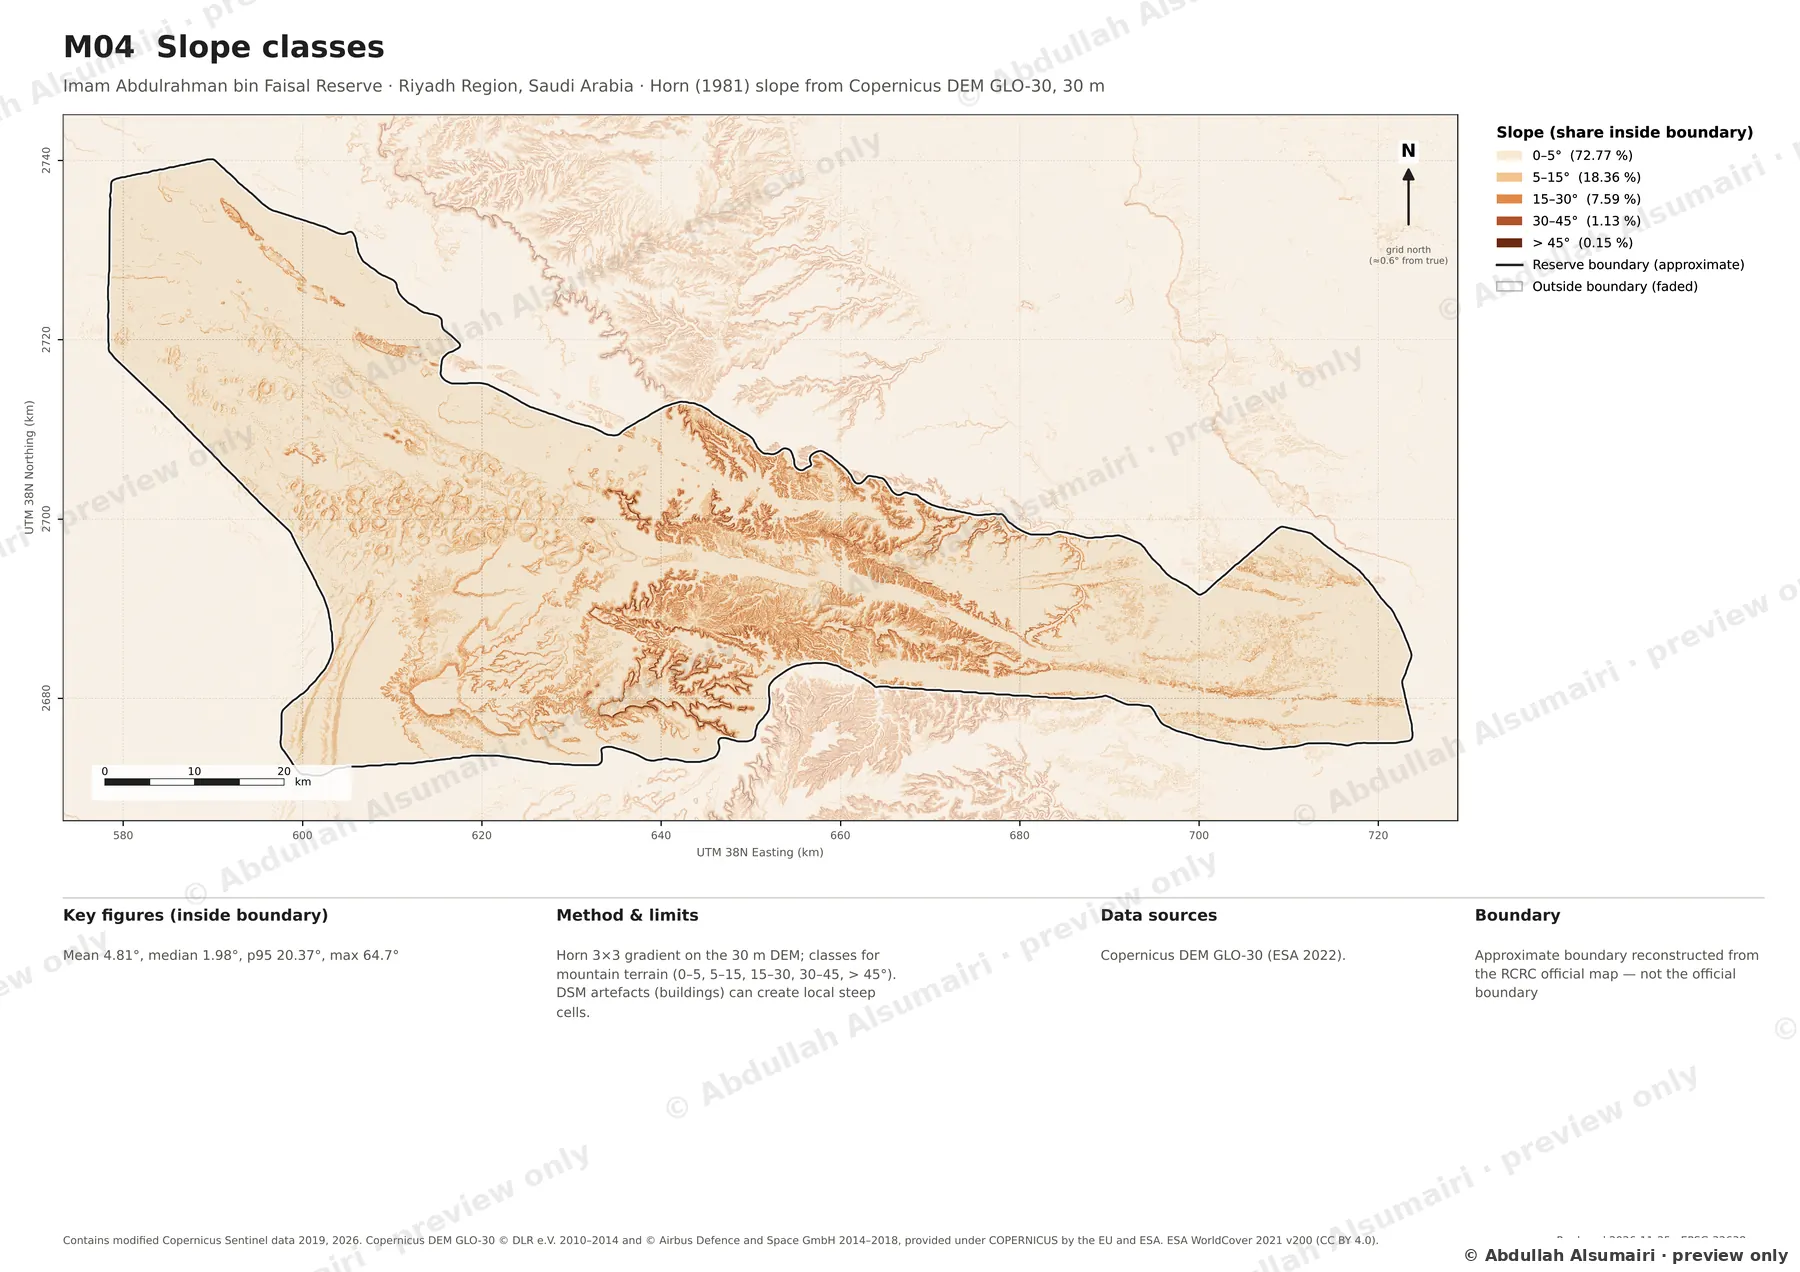 M04  Slope classes
Imam Abdulrahman bin Faisal Reserve · Riyadh Region, Saudi Arabia · Horn (1981) slope from Copernicus DEM GLO-30, 30 m
Slope (share inside boundary)
0–5°  (72.77 %)
5–15°  (18.36 %)
15–30°  (7.59 %)
30–45°  (1.13 %)
> 45°  (0.15 %)
Reserve boundary (approximate)
Outside boundary (faded)
N
grid north
(≈0.6° from true)
2740
2720
2700
2680
UTM 38N Northing (km)
0 10 20 km
580 600 620 640 660 680 700 720
UTM 38N Easting (km)
Key figures (inside boundary)
Mean 4.81°, median 1.98°, p95 20.37°, max 64.7°
Method & limits
Horn 3×3 gradient on the 30 m DEM; classes for
mountain terrain (0–5, 5–15, 15–30, 30–45, > 45°).
DSM artefacts (buildings) can create local steep
cells.
Data sources
Copernicus DEM GLO-30 (ESA 2022).
Boundary
Approximate boundary reconstructed from
the RCRC official map — not the official
boundary
Contains modified Copernicus Sentinel data 2019, 2026. Copernicus DEM GLO-30 © DLR e.V. 2010–2014 and © Airbus Defence and Space GmbH 2014–2018, provided under COPERNICUS by the EU and ESA. ESA WorldCover 2021 v200 (CC BY 4.0).
© Abdullah Alsumairi · preview only